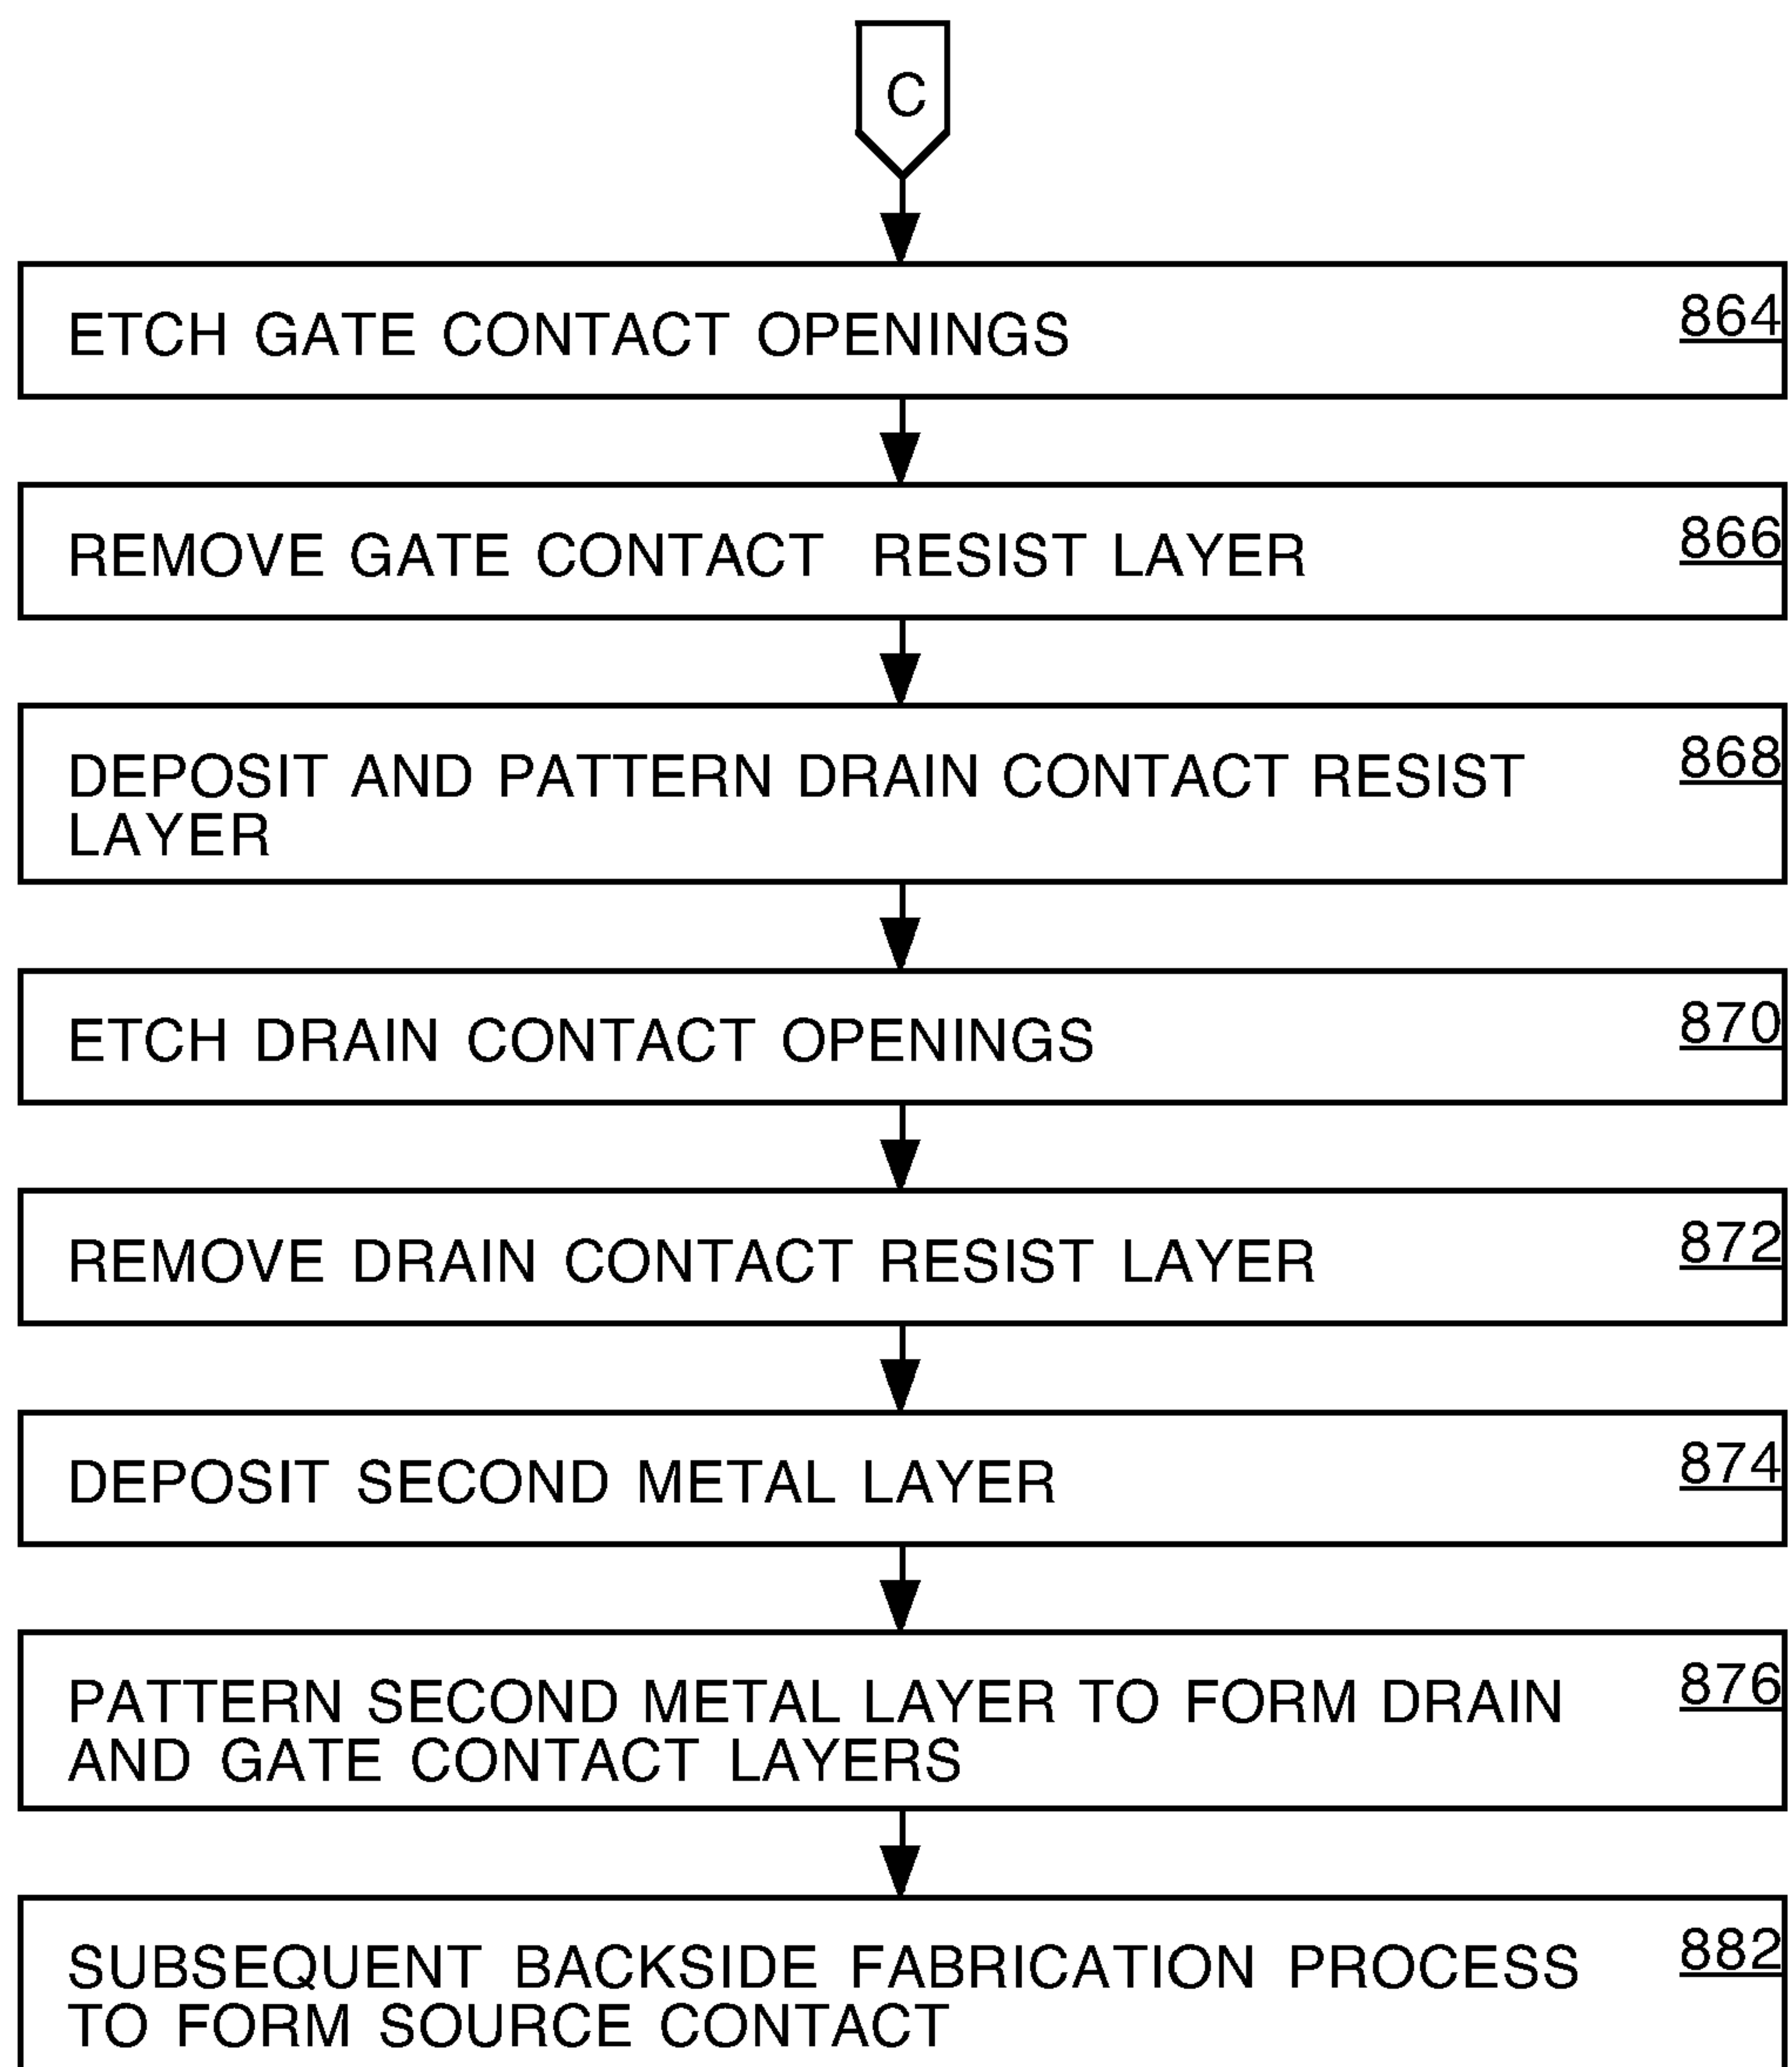 C
ETCH GATE CONTACT OPENINGS
864
REMOVE GATE CONTACT RESIST LAYER
866
DEPOSIT AND PATTERN DRAIN CONTACT RESIST
LAYER
868
ETCH DRAIN CONTACT OPENINGS
870
REMOVE DRAIN CONTACT RESIST LAYER
872
DEPOSIT SECOND METAL LAYER
874
PATTERN SECOND METAL LAYER TO FORM DRAIN
AND GATE CONTACT LAYERS
876
SUBSEQUENT BACKSIDE FABRICATION PROCESS
TO FORM SOURCE CONTACT
882